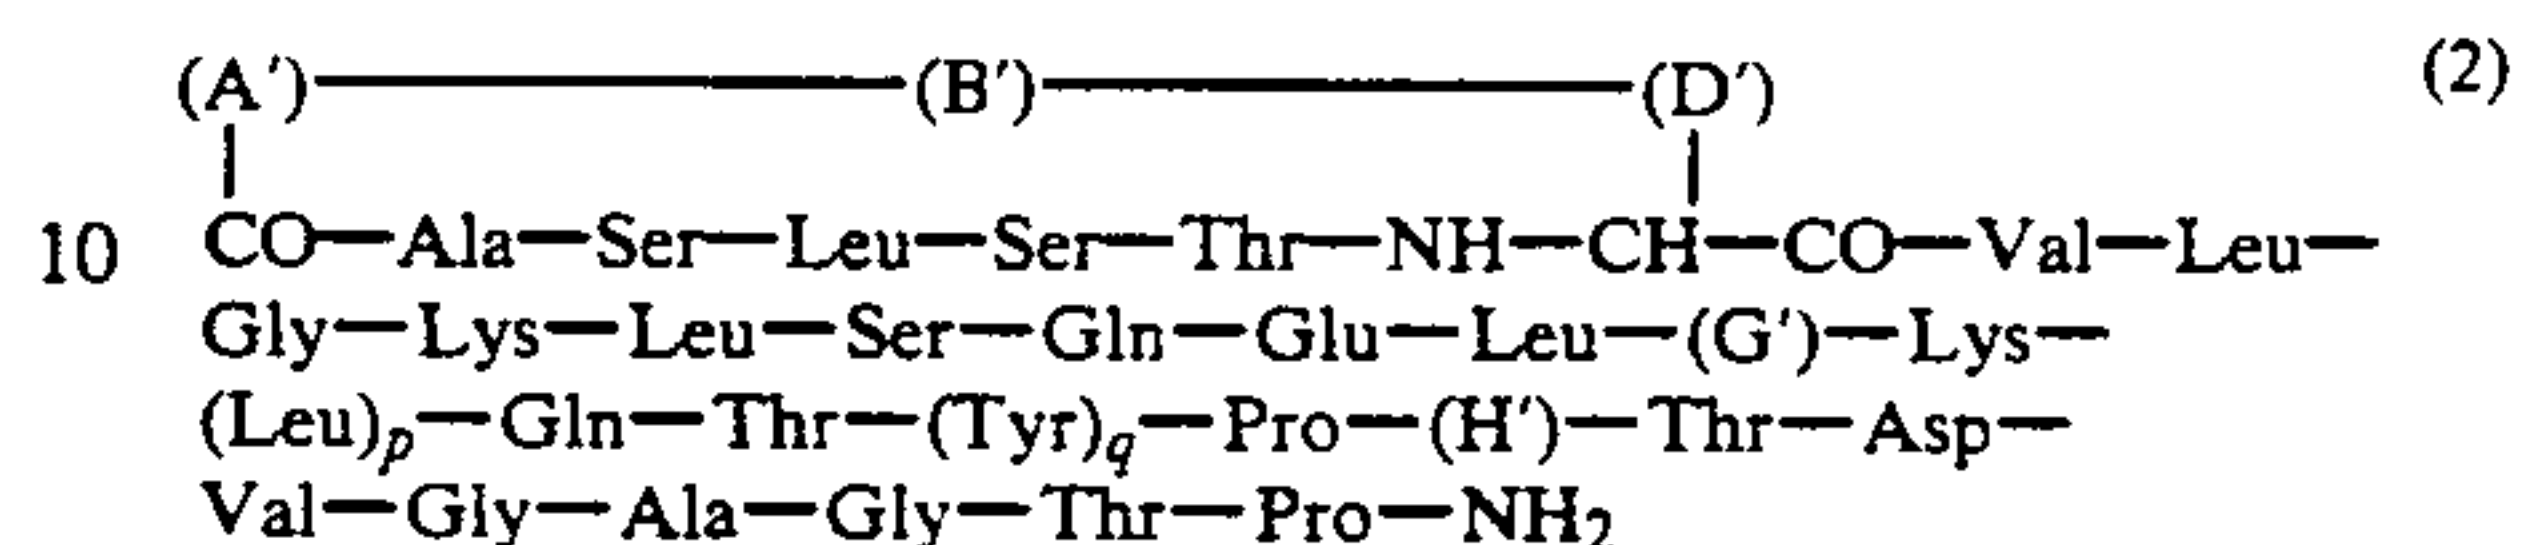 (A′)—(B′)—(D′) (2)
10 CO—Ala—Ser—Leu—Ser—Thr—NH—CH—CO—Val—Leu—
Gly—Lys—Leu—Ser—Gln—Glu—Leu—(G′)—Lys—
(Leu)p—Gln—Thr—(Tyr)q—Pro—(H′)—Thr—Asp—
Val—Gly—Ala—Gly—Thr—Pro—NH2